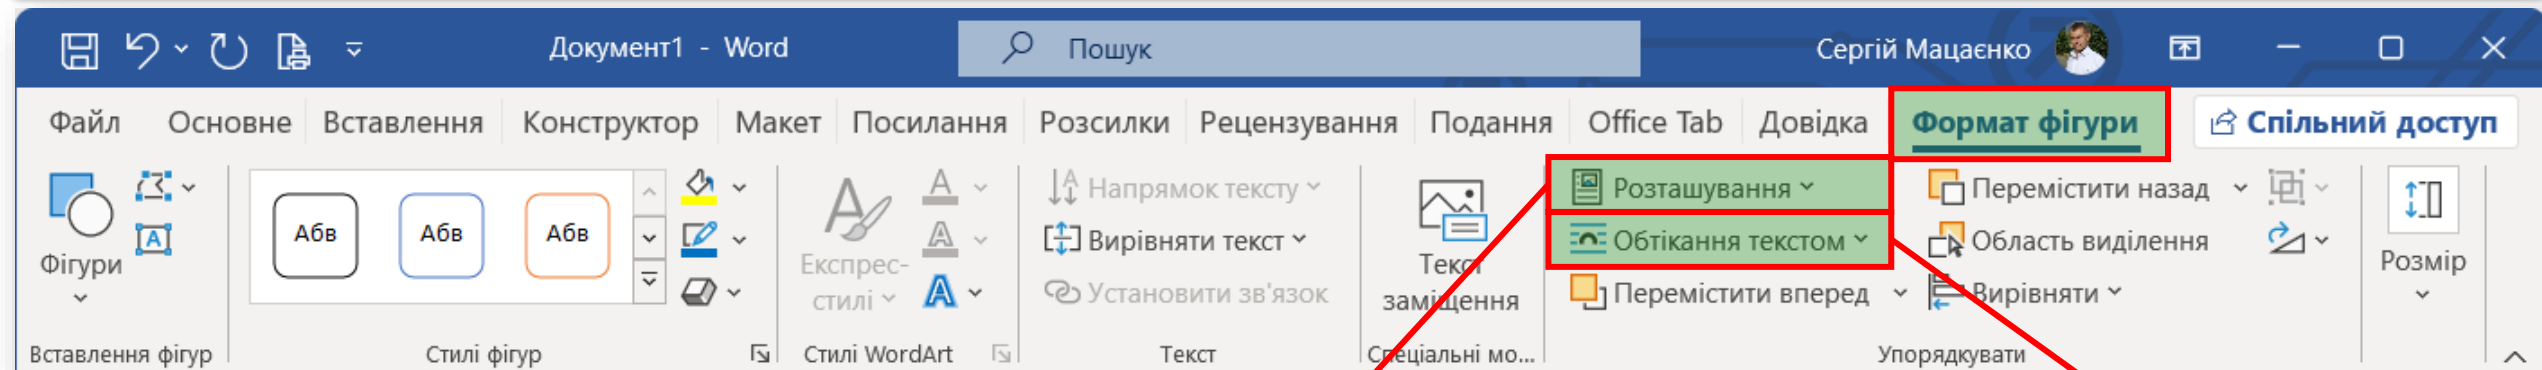 Документ1 - Word
Пошук
Сергій Мацаєнко
Файл Основне Вставлення Конструктор Макет Посилання Розсилки Рецензування Подання Office Tab Довідка Формат фігури Спільний доступ
Фігури
Вставлення фігур
Абв Абв Абв
Стилі фігур
Експрес-
стилі
Стилі WordArt
Напрямок тексту
Вирівняти текст
Установити зв'язок
Текст
Текст
заміщення
Спеціальні мо...
Розташування
Обтікання текстом
Перемістити вперед
Перемістити назад
Область виділення
Вирівняти
Упорядкувати
Розмір